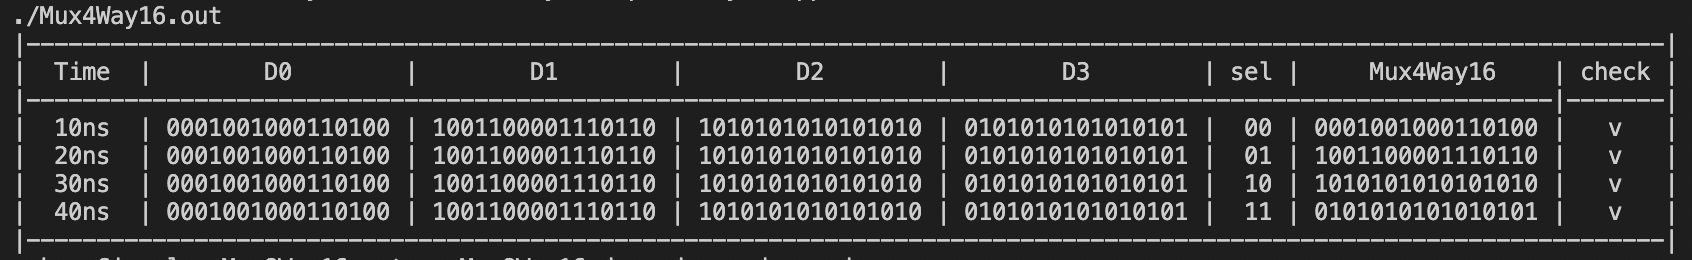 ./Mux4Way16.out
|-----------------------------------------------------------------------------------------------------------------------|
| Time | D0 | D1 | D2 | D3 | sel | Mux4Way16 | check |
|--------------------------------------------------------------------------------------------------------------|-------|
| 10ns | 0001001000110100 | 1001100001110110 | 1010101010101010 | 0101010101010101 | 00 | 0001001000110100 | v |
| 20ns | 0001001000110100 | 1001100001110110 | 1010101010101010 | 0101010101010101 | 01 | 1001100001110110 | v |
| 30ns | 0001001000110100 | 1001100001110110 | 1010101010101010 | 0101010101010101 | 10 | 1010101010101010 | v |
| 40ns | 0001001000110100 | 1001100001110110 | 1010101010101010 | 0101010101010101 | 11 | 0101010101010101 | v |
|-----------------------------------------------------------------------------------------------------------------------|